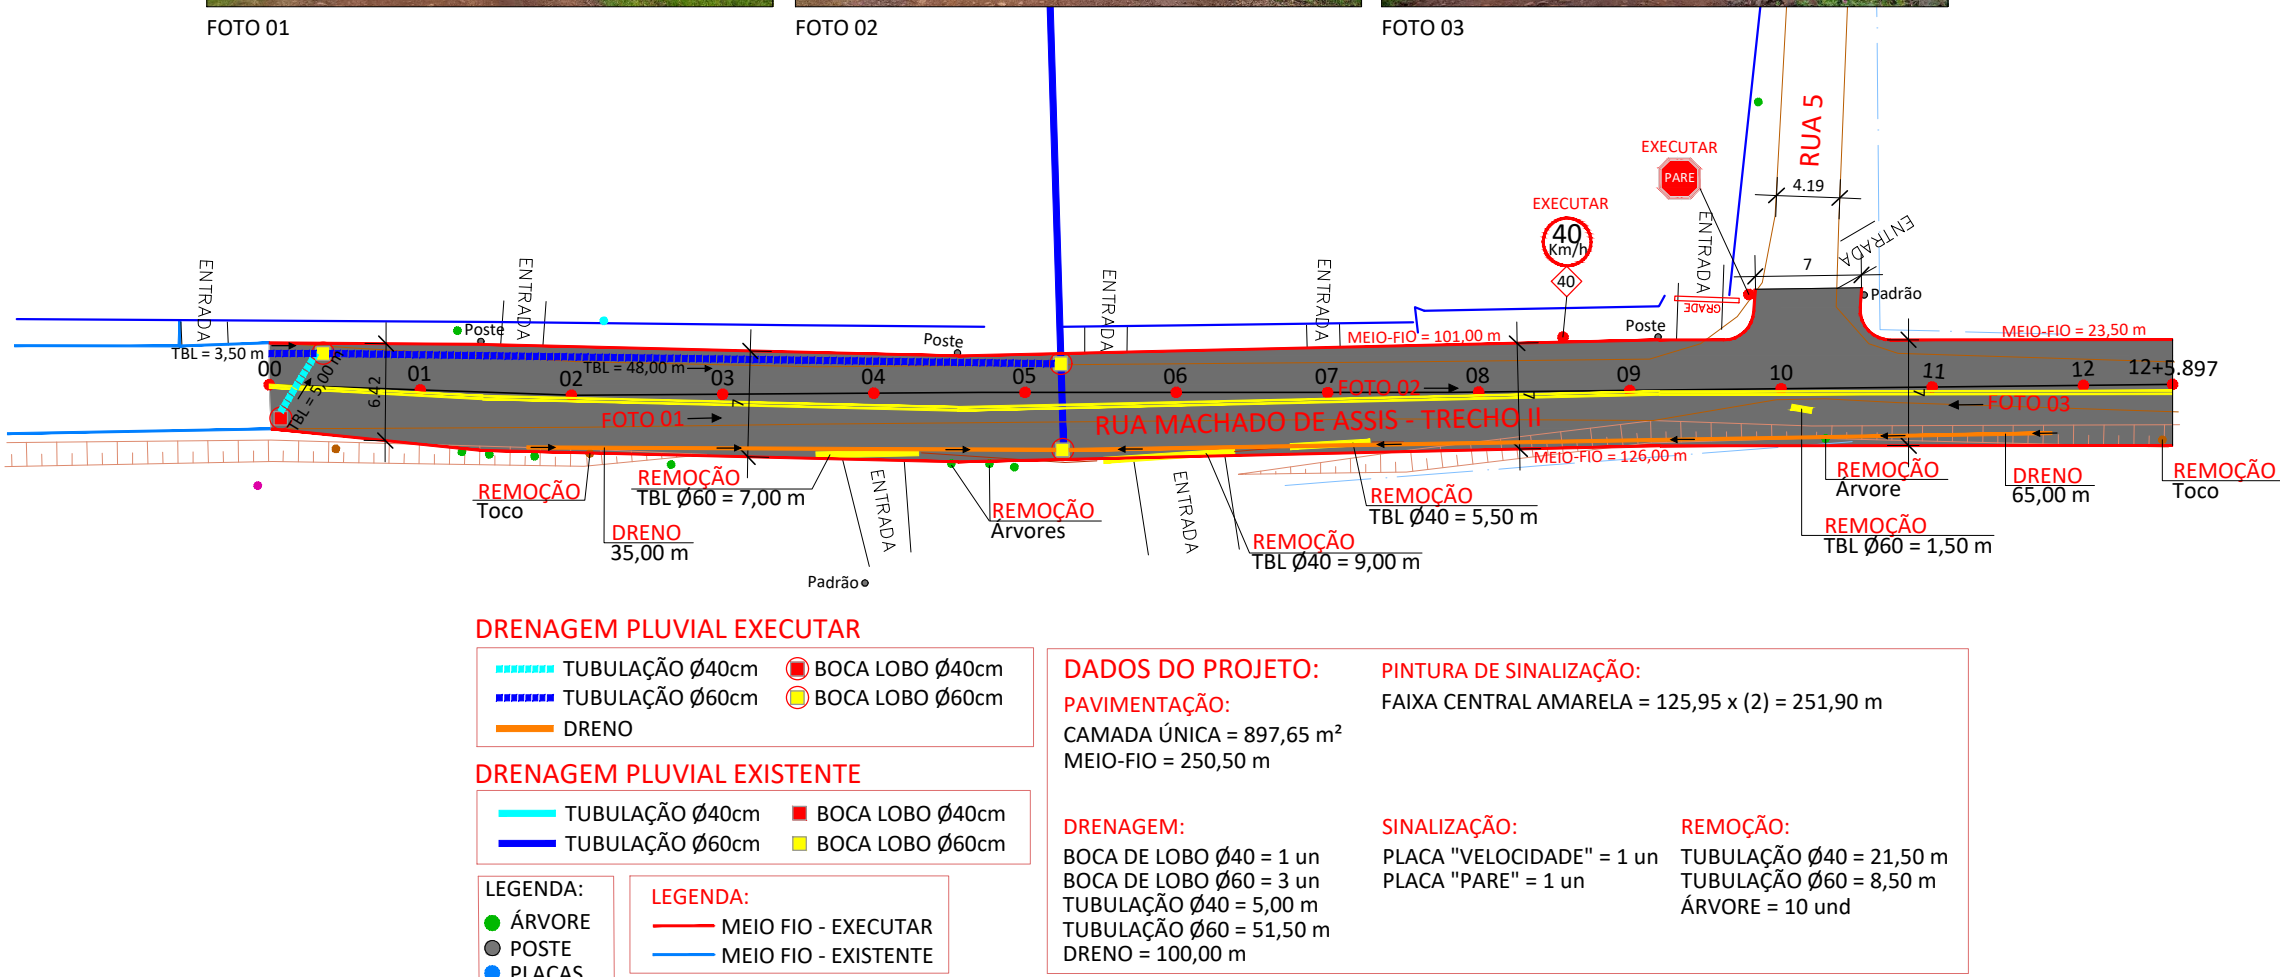 FOTO 01
FOTO 02
FOTO 03
RUA 5
EXECUTAR
PARE
4.19
EXECUTAR
40
Km/h
40
ENTRADA
ENTRADA
7
Padrão
GRADE
ENTRADA
ENTRADA
ENTRADA
ENTRADA
Poste
Poste
Poste
MEIO-FIO = 101,00 m
MEIO-FIO = 23,50 m
TBL = 3,50 m
TBL = 5,00 m
6.42
TBL = 48,00 m
7
7
7
00
01
02
03
04
05
06
07
08
09
10
11
12
12+5.897
FOTO 01
FOTO 02
FOTO 03
RUA MACHADO DE ASSIS - TRECHO II
MEIO-FIO = 126,00 m
REMOÇÃO
Toco
REMOÇÃO
TBL Ø60 = 7,00 m
DRENO
35,00 m
ENTRADA
Padrão
REMOÇÃO
Árvores
ENTRADA
REMOÇÃO
TBL Ø40 = 9,00 m
REMOÇÃO
TBL Ø40 = 5,50 m
REMOÇÃO
Árvore
REMOÇÃO
TBL Ø60 = 1,50 m
DRENO
65,00 m
REMOÇÃO
Toco
DRENAGEM PLUVIAL EXECUTAR
TUBULAÇÃO Ø40cm
BOCA LOBO Ø40cm
TUBULAÇÃO Ø60cm
BOCA LOBO Ø60cm
DRENO
DRENAGEM PLUVIAL EXISTENTE
TUBULAÇÃO Ø40cm
BOCA LOBO Ø40cm
TUBULAÇÃO Ø60cm
BOCA LOBO Ø60cm
LEGENDA:
ÁRVORE
POSTE
PLACAS
LEGENDA:
MEIO FIO - EXECUTAR
MEIO FIO - EXISTENTE
DADOS DO PROJETO:
PAVIMENTAÇÃO:
CAMADA ÚNICA = 897,65 m²
MEIO-FIO = 250,50 m
PINTURA DE SINALIZAÇÃO:
FAIXA CENTRAL AMARELA = 125,95 x (2) = 251,90 m
DRENAGEM:
BOCA DE LOBO Ø40 = 1 un
BOCA DE LOBO Ø60 = 3 un
TUBULAÇÃO Ø40 = 5,00 m
TUBULAÇÃO Ø60 = 51,50 m
DRENO = 100,00 m
SINALIZAÇÃO:
PLACA "VELOCIDADE" = 1 un
PLACA "PARE" = 1 un
REMOÇÃO:
TUBULAÇÃO Ø40 = 21,50 m
TUBULAÇÃO Ø60 = 8,50 m
ÁRVORE = 10 und